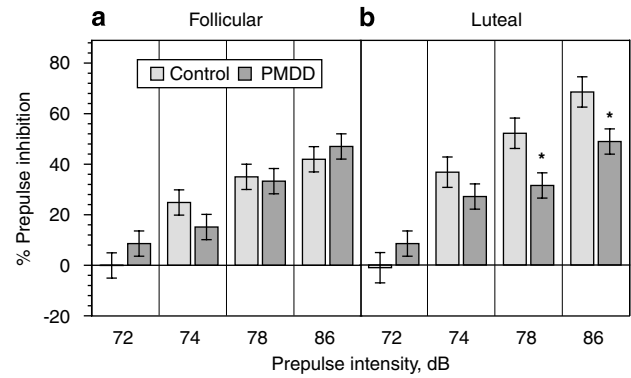 a Follicular b Luteal
80
Control PMDD
60
40
20
0
-20
% Prepulse inhibition
* *
72 74 78 86 72 74 78 86
Prepulse intensity, dB